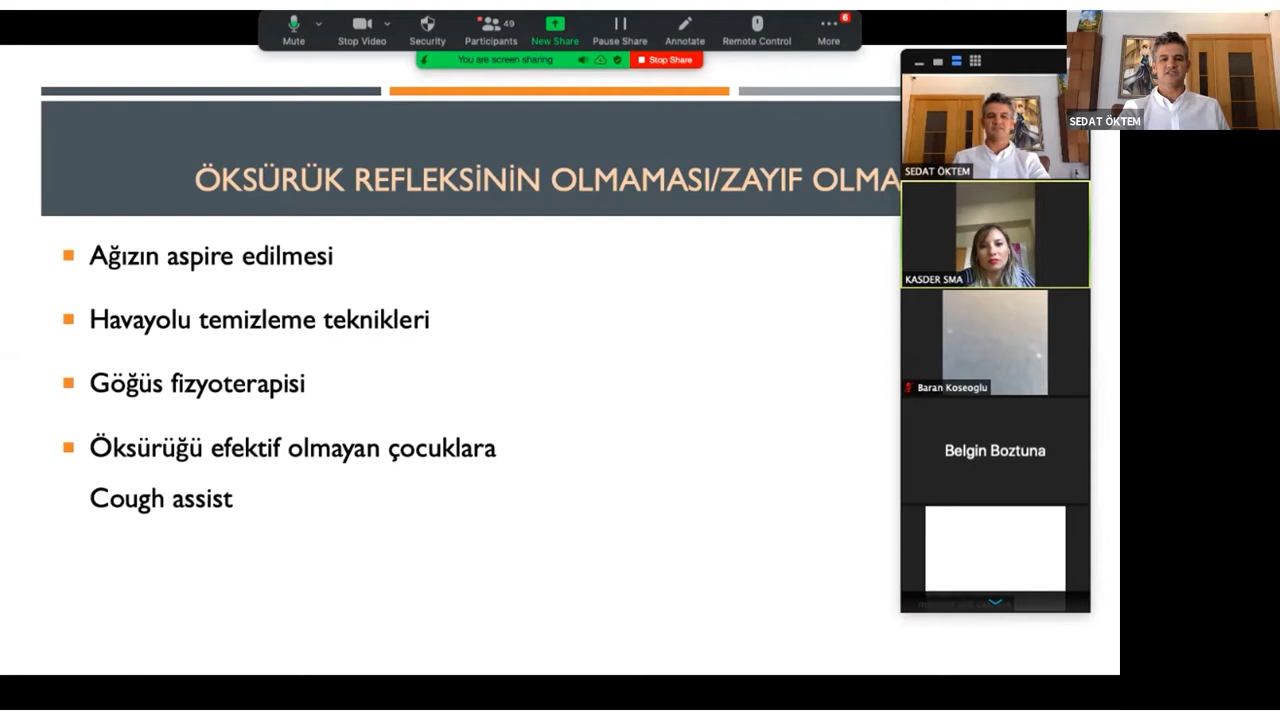 6
49
Mute
Stop Video
Security
Participants
New Share
Pause Share
Annotate
Remote Control
More
You are screen sharing
Stop Share
SEDAT ÖKTEM
SEDAT ÖKTEM
ÖKSÜRÜK REFLEKSİNİN OLMAMASI/ZAYIF OLMA
KASDER SMA
Baran Koseoglu
Belgin Boztuna
Ağızın aspire edilmesi
Havayolu temizleme teknikleri
Göğüs fizyoterapisi
Öksürüğü efektif olmayan çocuklara
Cough assist